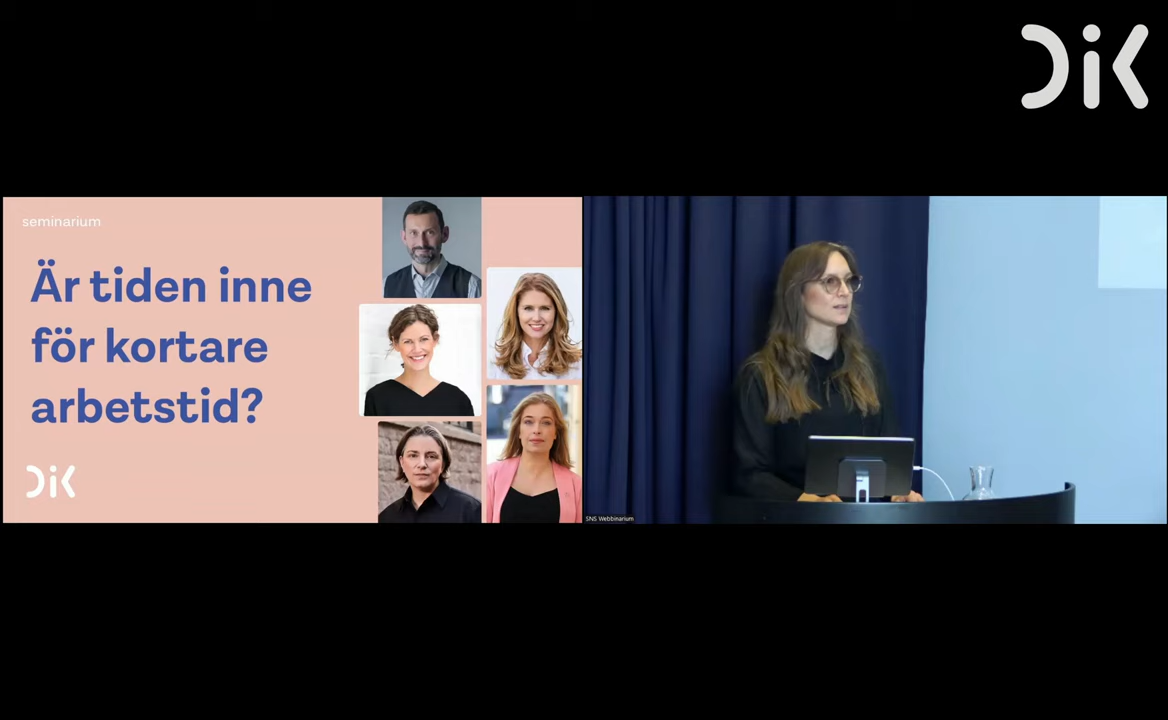 DiK
seminarium
Är tiden inne
för kortare
arbetstid?
DiK
SNS Webbinarium